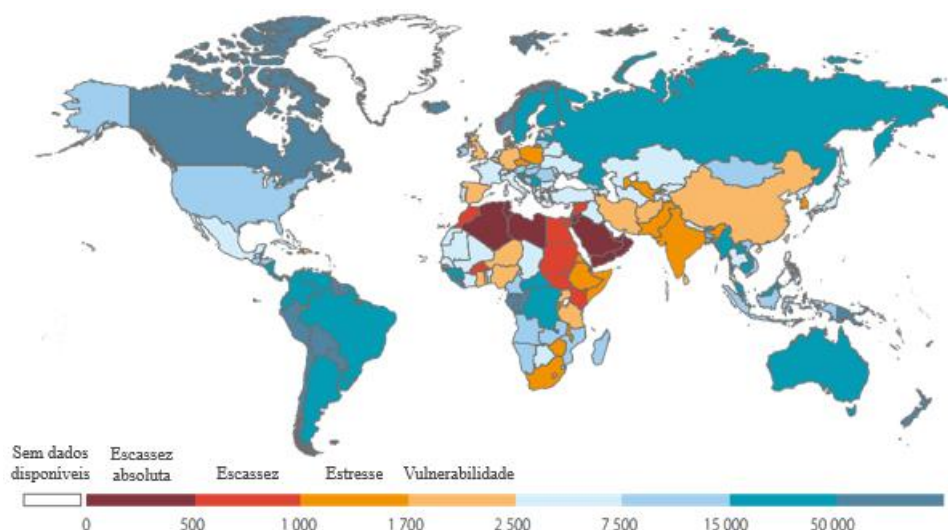 Sem dados disponíveis
Escassez absoluta
Escassez
Estresse
Vulnerabilidade
0 500 1 000 1 700 2 500 7 500 15 000 50 000